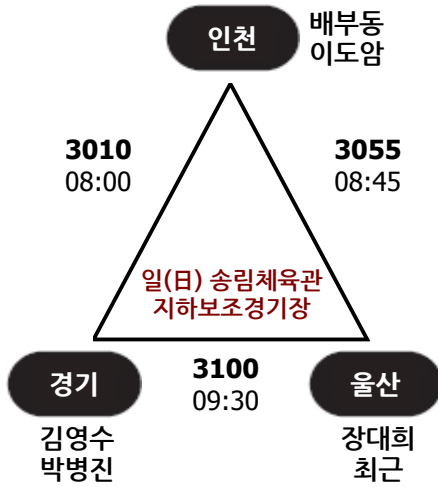 인천
배부동
이도암
3010
08:00
3055
08:45
일(日) 송림체육관
지하보조경기장
경기
3100
09:30
울산
김영수
박병진
장대희
최근